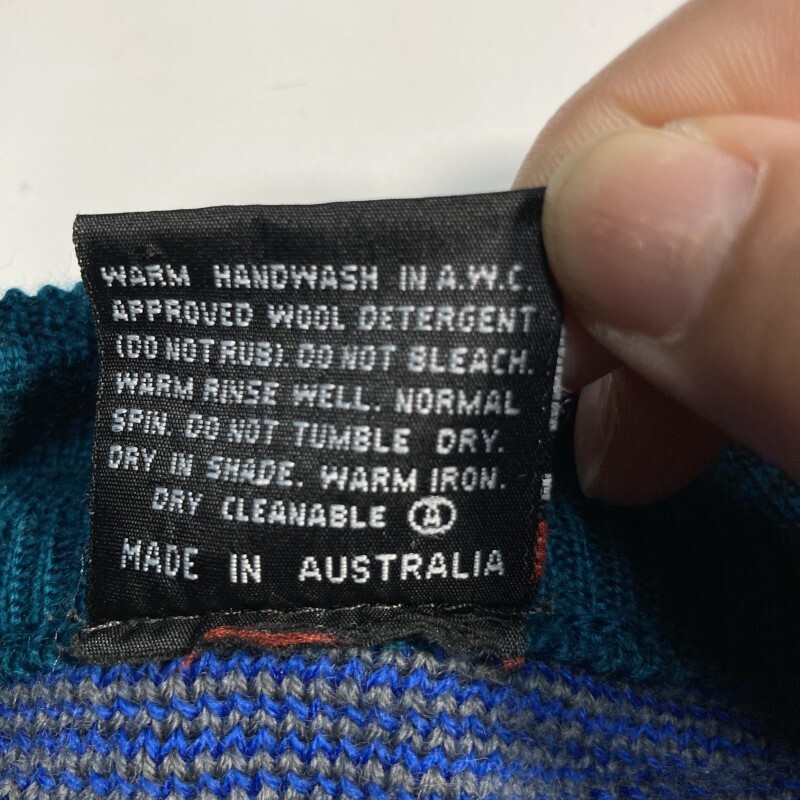 WARM HANDWASH IN A.W.C.
APPROVED WOOL DETERGENT
(DO NOT RUB). DO NOT BLEACH.
WARM RINSE WELL. NORMAL
SPIN. DO NOT TUMBLE DRY.
DRY IN SHADE. WARM IRON.
DRY CLEANABLE Ⓐ
MADE IN AUSTRALIA